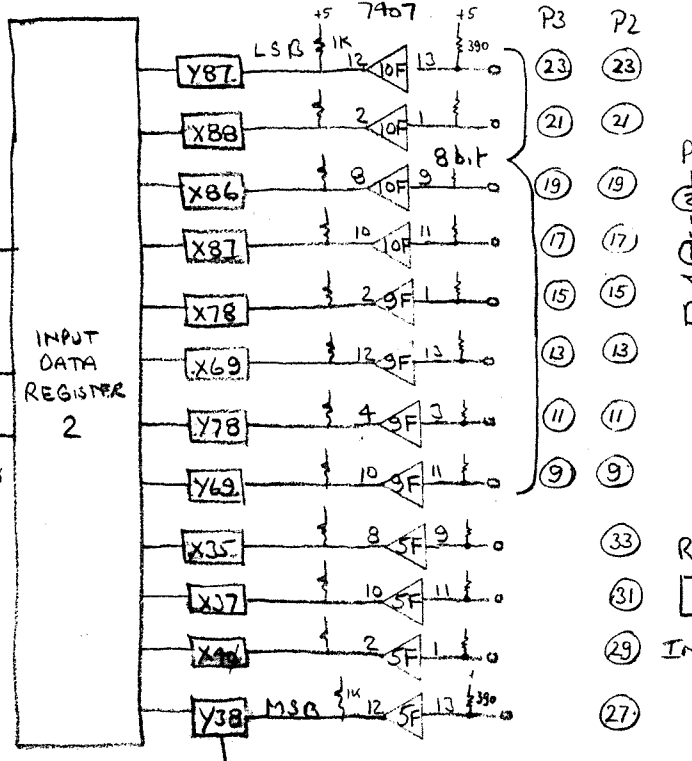 +5 7907 +5 P3 P2
Y87 LSB 1K 12 10F 13 390 23 23
X88 2 10F 1 21 21
8 bit
X86 8 10F 9 19 19
X87 10 10F 11 17 17
X78 2 9F 1 15 15
INPUT
DATA
REGISTER
2
X69 12 9F 13 13 13
Y78 4 9F 3 11 11
Y69 10 9F 11 9 9
X35 8 5F 9 33
X37 10 5F 11 31
2 5F 1 29
Y38 MSB 1K 12 5F 13 390 27